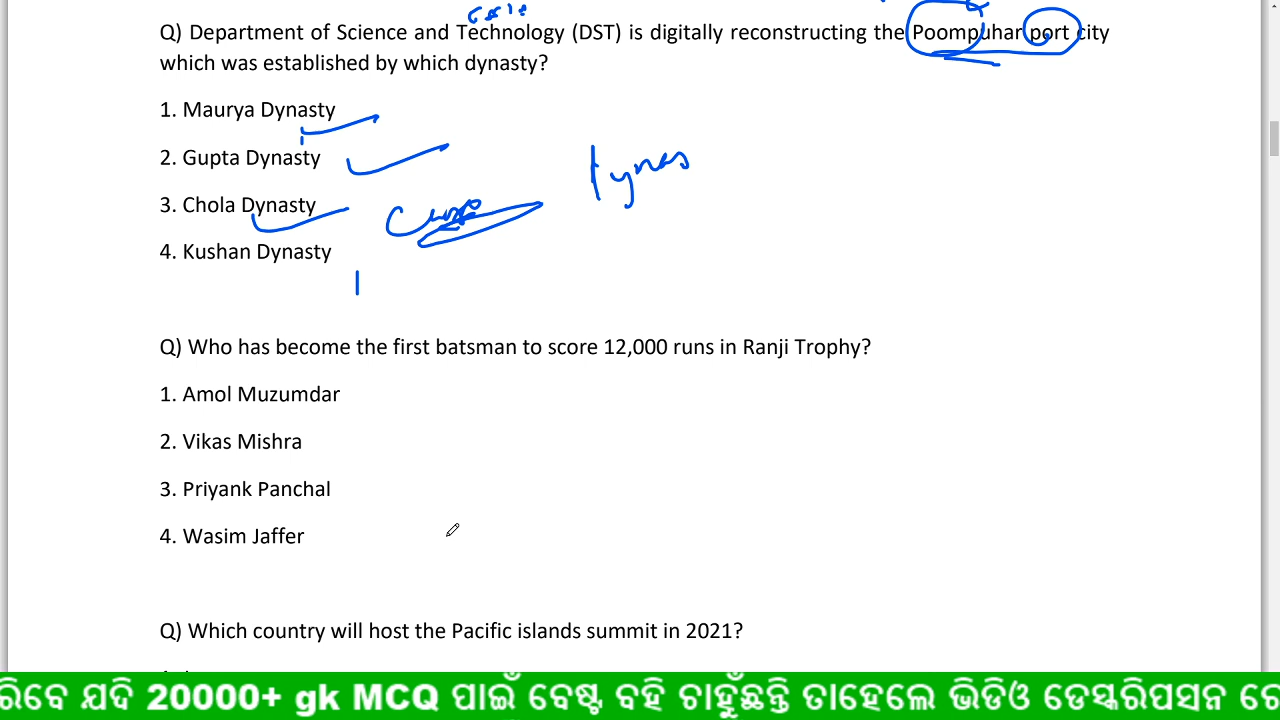 Q) Department of Science and Technology (DST) is digitally reconstructing the Poompuhar port city
which was established by which dynasty?
1. Maurya Dynasty
2. Gupta Dynasty
3. Chola Dynasty
4. Kushan Dynasty
Q) Who has become the first batsman to score 12,000 runs in Ranji Trophy?
1. Amol Muzumdar
2. Vikas Mishra
3. Priyank Panchal
4. Wasim Jaffer
Q) Which country will host the Pacific islands summit in 2021?
ରିବେ ଯଦି 20000+ gk MCQ ପାଇଁ ବେଷ୍ଟ ବହି ଚାହୁଁଛନ୍ତି ତାହେଲେ ଭିଡିଓ ଡେସ୍କରିପସନ ରେ